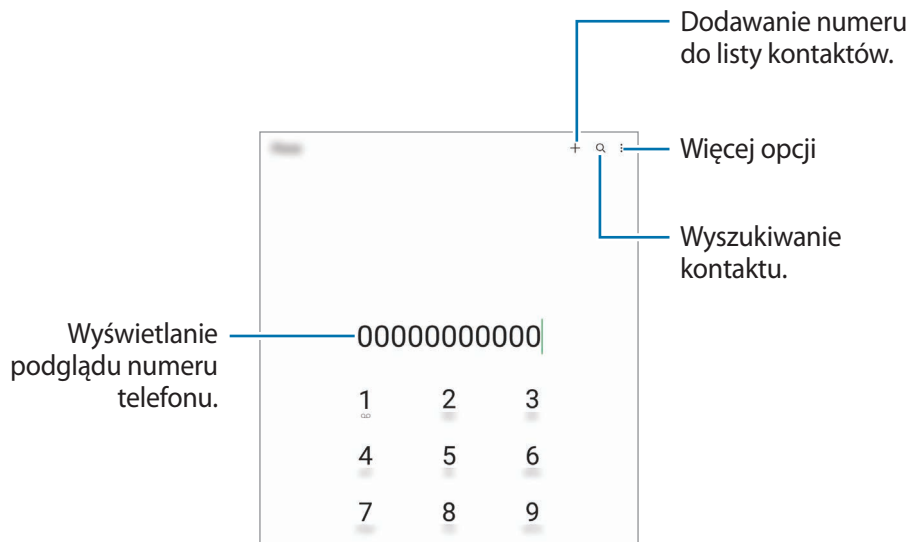 Dodawanie numeru
do listy kontaktów.
Więcej opcji
Wyszukiwanie
kontaktu.
Wyświetlanie
podglądu numeru
telefonu.
00000000000
1 2 3
4 5 6
7 8 9